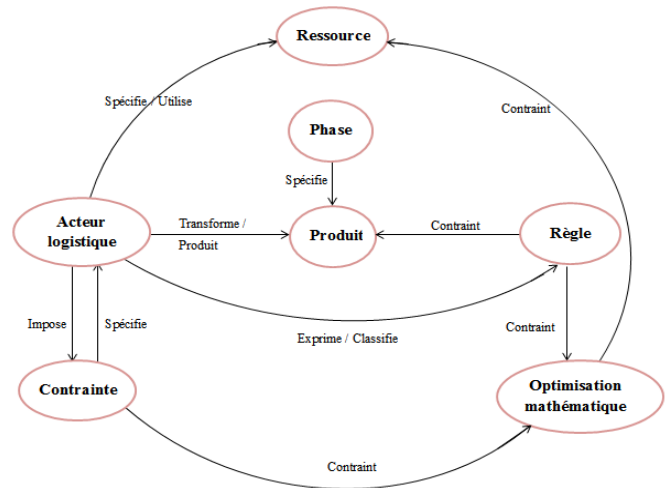 Ressource
Spécifie / Utilise
Contraint
Phase
Spécifie
Acteur
logistique
Transforme /
Produit
Produit
Contraint
Règle
Impose
Spécifie
Contraint
Exprime / Classifie
Contrainte
Optimisation
mathématique
Contraint